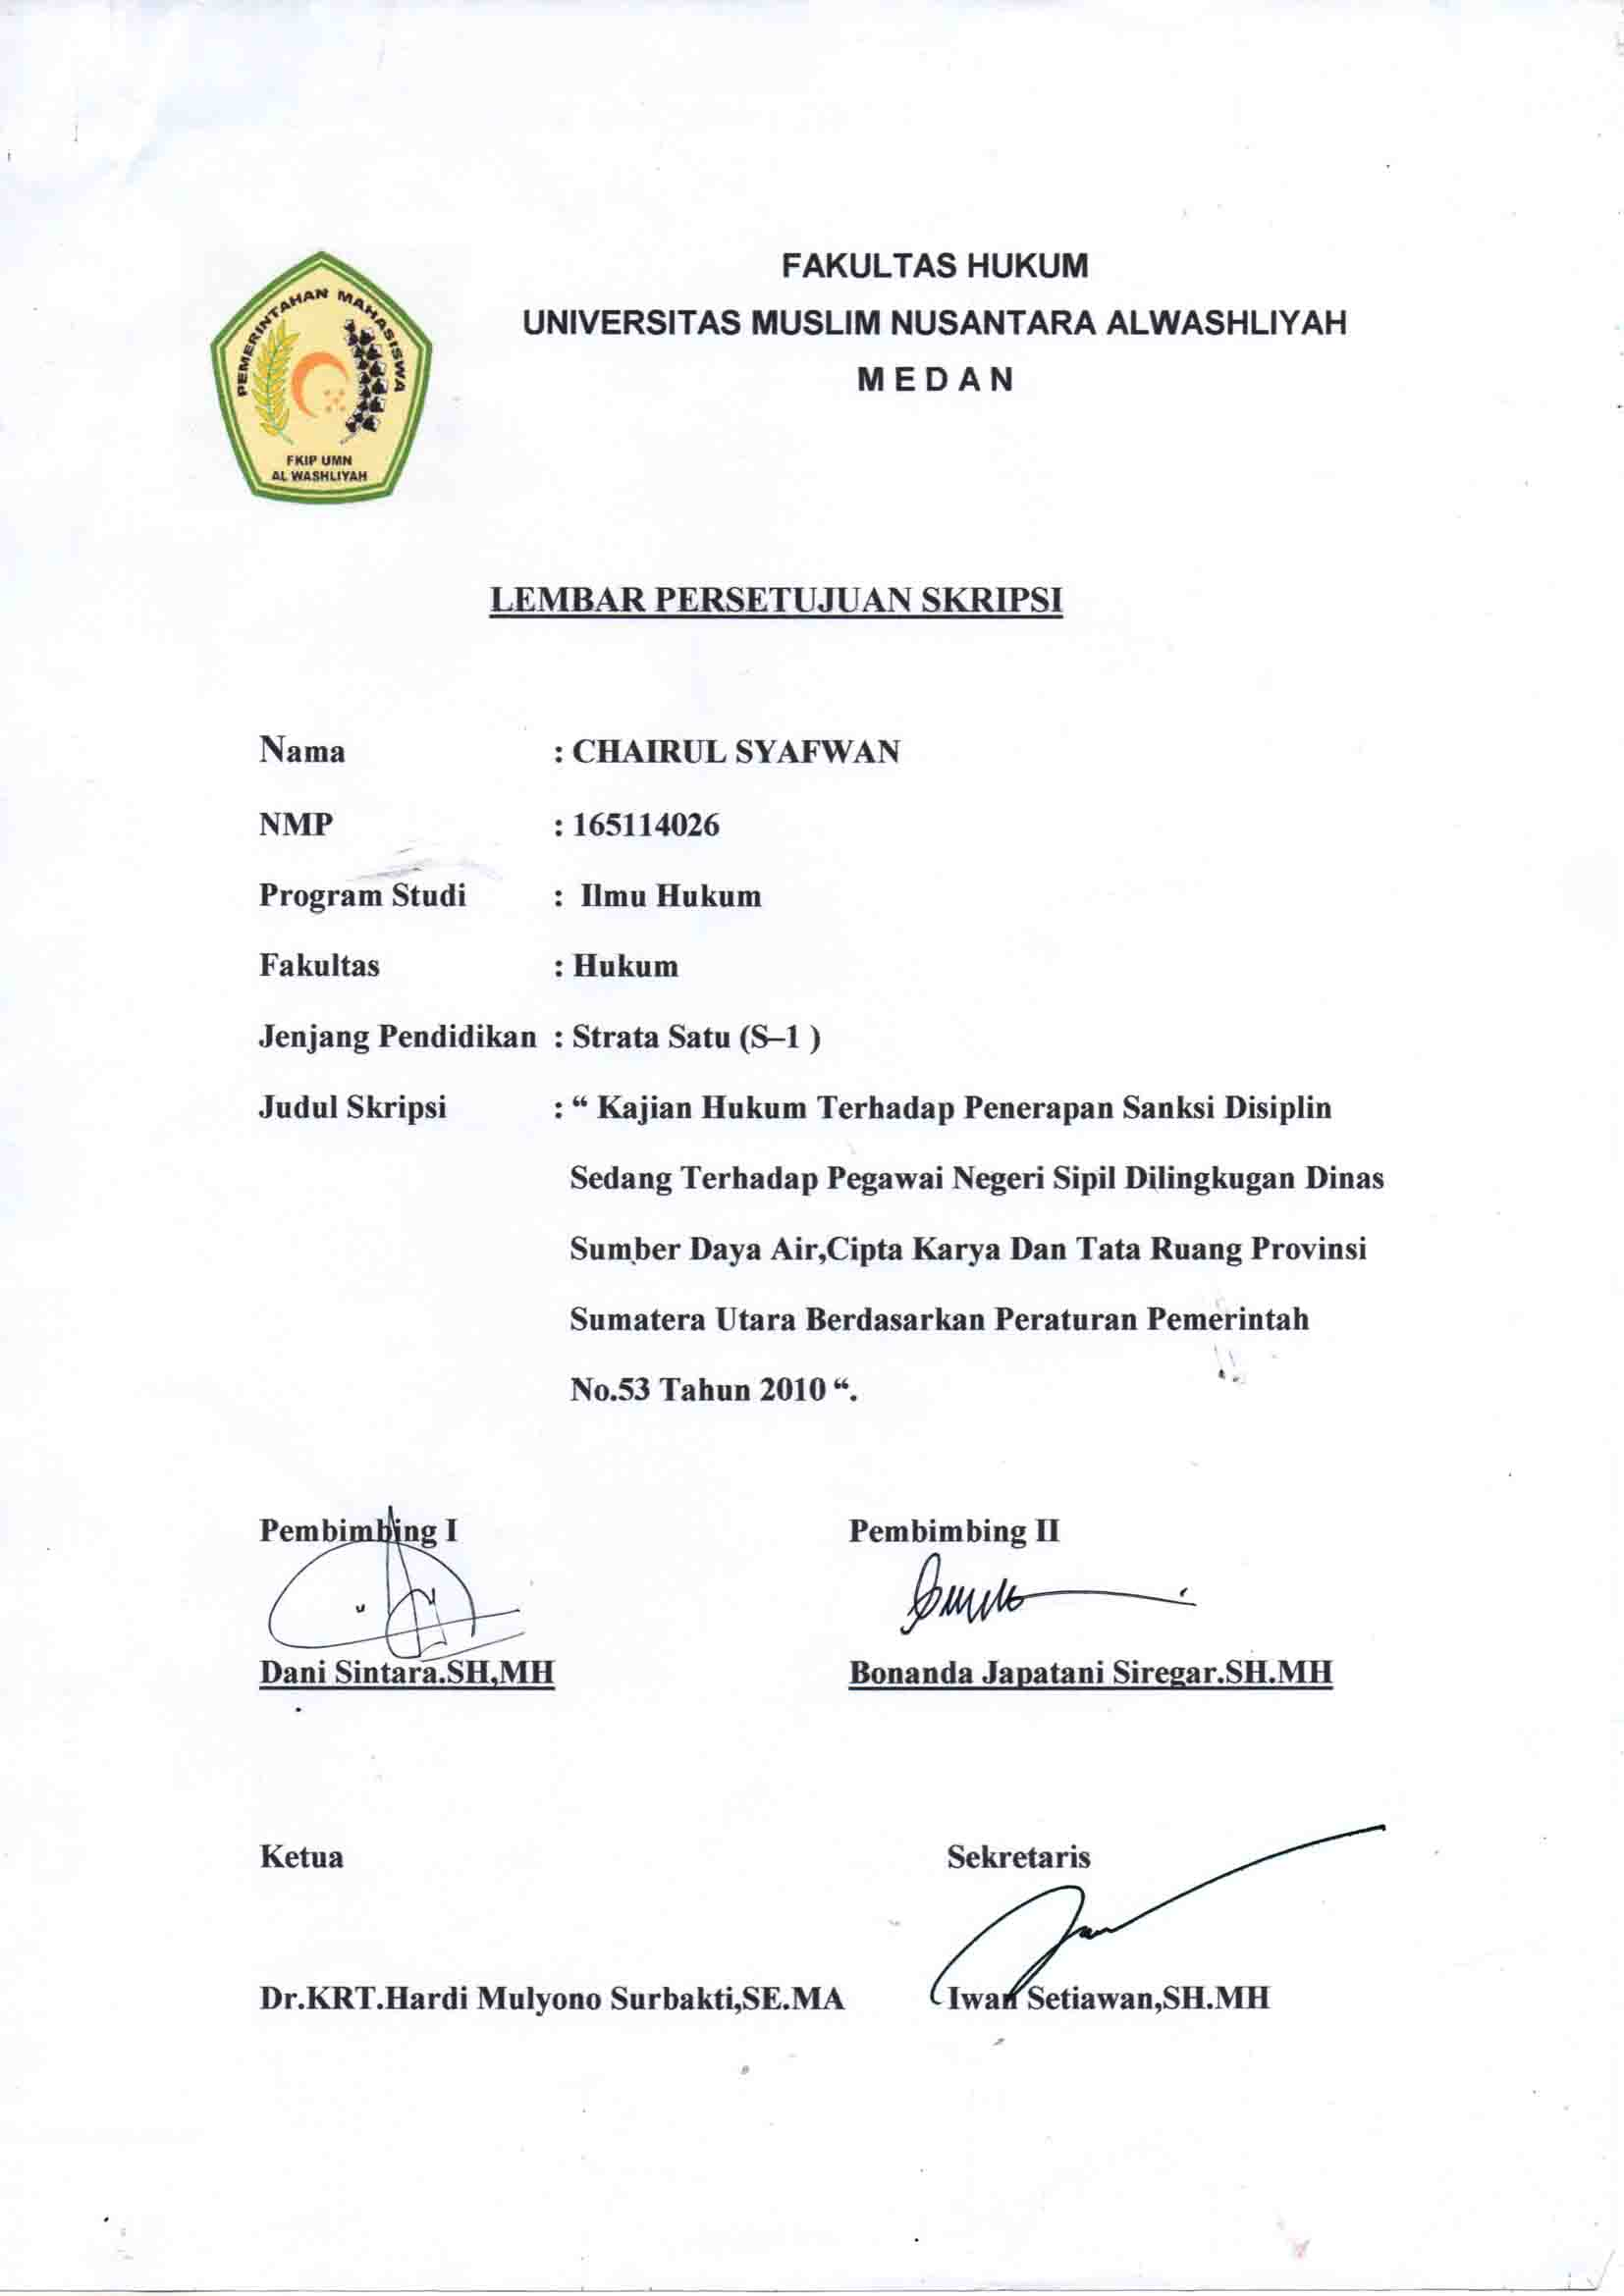 FAKULTAS HUKUM
UNIVERSITAS MUSLIM NUSANTARA ALWASHLIYAH
M E D A N
PEMERINTAHAN MAHASISWA
FKIP UMN
AL WASHLIYAH
LEMBAR PERSETUJUAN SKRIPSI
Nama : CHAIRUL SYAFWAN
NMP : 165114026
Program Studi : Ilmu Hukum
Fakultas : Hukum
Jenjang Pendidikan : Strata Satu (S–1 )
Judul Skripsi : “ Kajian Hukum Terhadap Penerapan Sanksi Disiplin
Sedang Terhadap Pegawai Negeri Sipil Dilingkugan Dinas
Sumber Daya Air,Cipta Karya Dan Tata Ruang Provinsi
Sumatera Utara Berdasarkan Peraturan Pemerintah
No.53 Tahun 2010 “.
Pembimbing I Pembimbing II
Dani Sintara.SH,MH Bonanda Japatani Siregar.SH.MH
Ketua Sekretaris
Dr.KRT.Hardi Mulyono Surbakti,SE.MA Iwan Setiawan,SH.MH